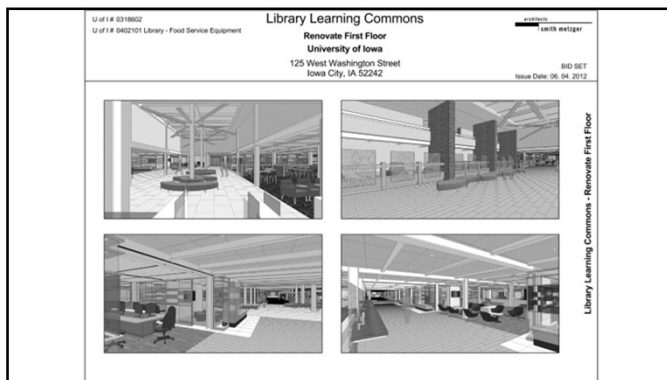 U of I # 0318602
U of I # 0402101 Library - Food Service Equipment
Library Learning Commons
Renovate First Floor
University of Iowa
125 West Washington Street
Iowa City, IA 52242
architects
smith metzger
BID SET
Issue Date: 06. 04. 2012
Library Learning Commons - Renovate First Floor